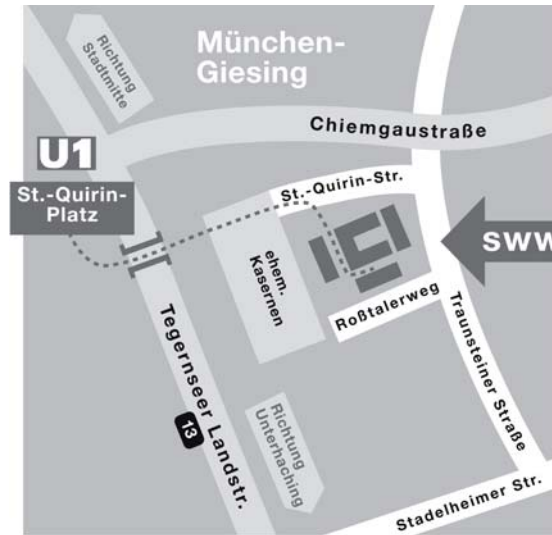 München-
Giesing
Richtung
Stadtmitte
Chiemgaustraße
U1
St.-Quirin-
Platz
St.-Quirin-Str.
SWW
ehem.
Kasernen
Roßtalerweg
Traunsteiner Straße
Tegernseer Landstr.
13
Richtung
Unterhaching
Stadelheimer Str.